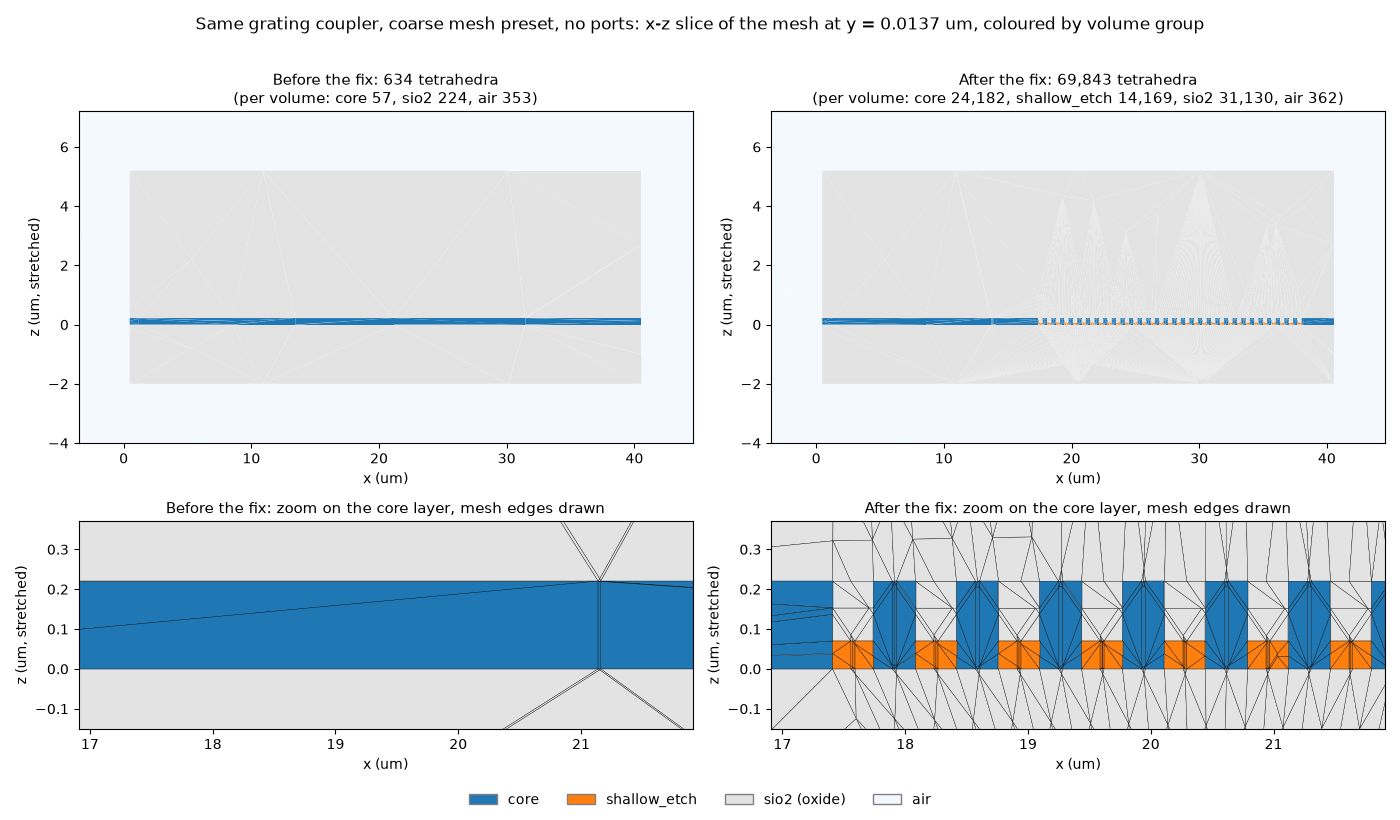 Same grating coupler, coarse mesh preset, no ports: x-z slice of the mesh at y = 0.0137 um, coloured by volume group
Before the fix: 634 tetrahedra
(per volume: core 57, sio2 224, air 353)
z (um, stretched)
6
4
2
0
−2
−4
0
10
20
30
40
x (um)
After the fix: 69,843 tetrahedra
(per volume: core 24,182, shallow_etch 14,169, sio2 31,130, air 362)
z (um, stretched)
6
4
2
0
−2
−4
0
10
20
30
40
x (um)
Before the fix: zoom on the core layer, mesh edges drawn
z (um, stretched)
0.3
0.2
0.1
0.0
−0.1
17
18
19
20
21
x (um)
After the fix: zoom on the core layer, mesh edges drawn
z (um, stretched)
0.3
0.2
0.1
0.0
−0.1
17
18
19
20
21
x (um)
core
shallow_etch
sio2 (oxide)
air